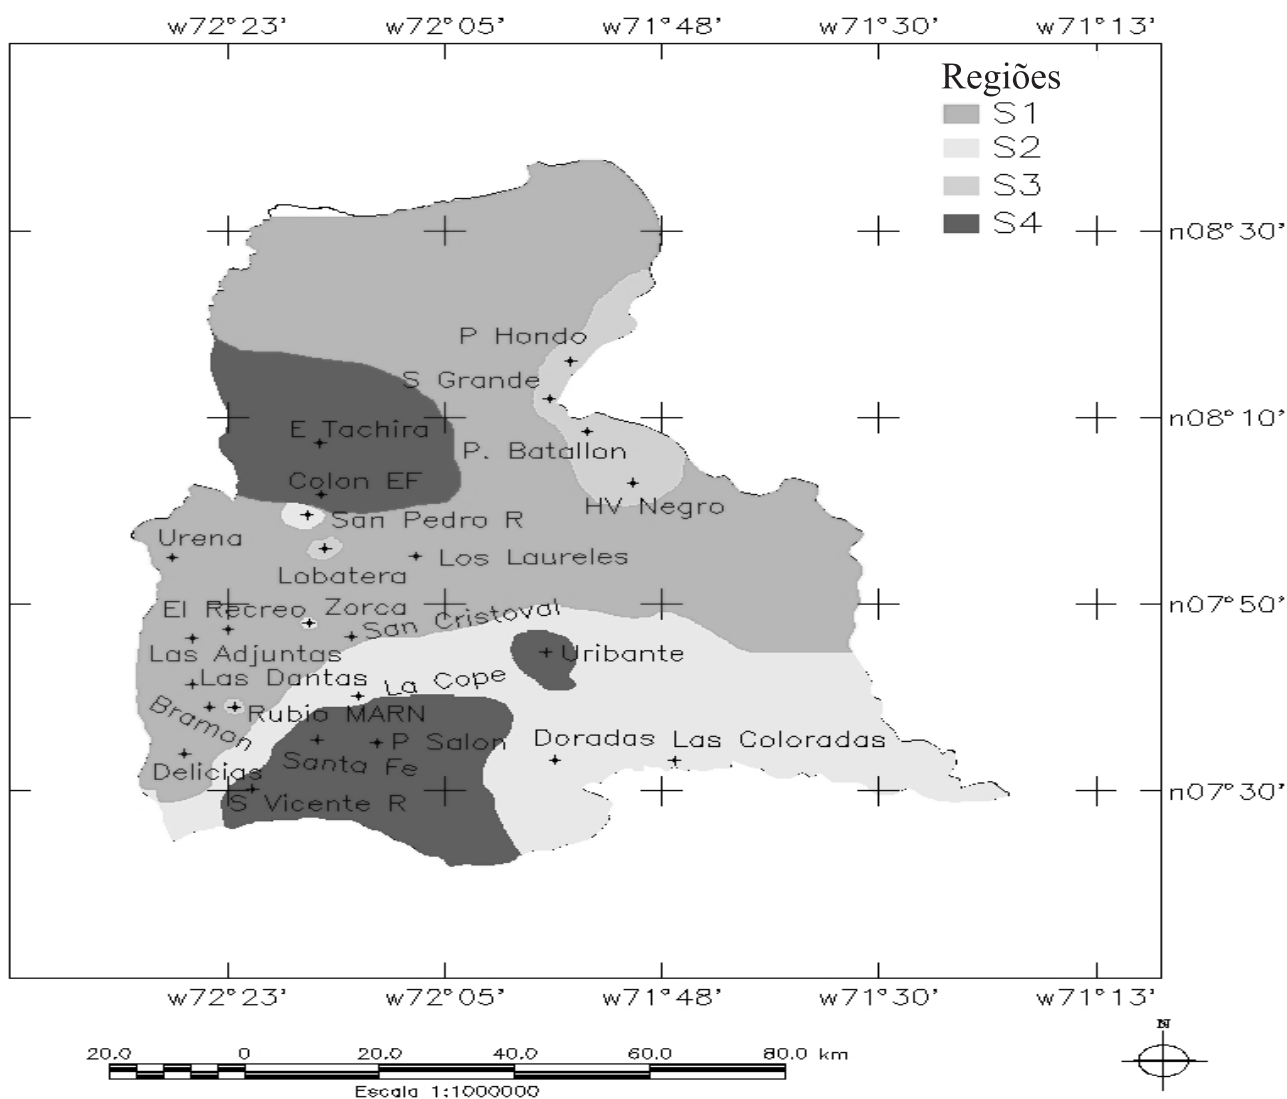 w72°23' w72°05' w71°48' w71°30' w71°13'
Regiões
S1
S2
S3
S4
n08°30'
P Hondo
S Grande
n08°10'
E Tachira
P. Batallon
Colon EF
HV Negro
San Pedro R
Urena
Los Laureles
Lobatera
El Recreo Zorca
n07°50'
San Cristoval
Las Adjuntas
Uribante
Las Dantas
La Cope
Bramon
Rubio MARN
P Salon
Doradas Las Coloradas
Santa Fe
Delicias
n07°30'
S Vicente R
w72°23' w72°05' w71°48' w71°30' w71°13'
N
20.0 0 20.0 40.0 60.0 80.0 km
Escala 1:1000000